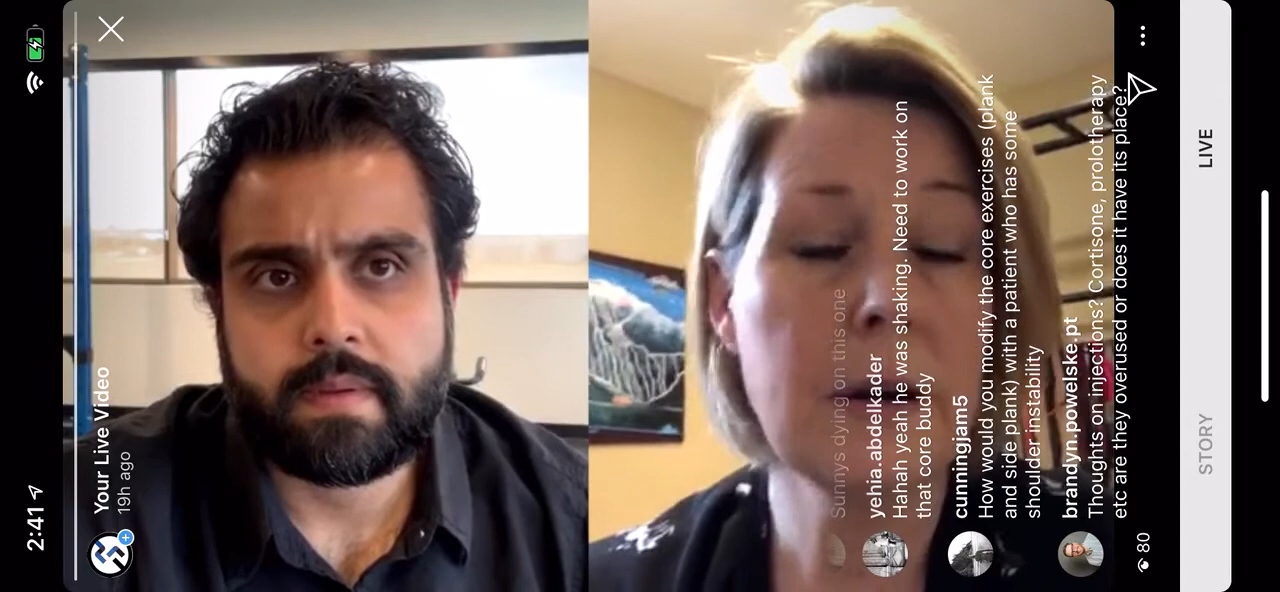 2:41
Your Live Video
19h ago
Sunnys dying on this one
yehia.abdelkader
Hahah yeah he was shaking. Need to work on
that core buddy
cunningjam5
How would you modify the core exercises (plank
and side plank) with a patient who has some
shoulder instability
brandyn.powelske.pt
Thoughts on injections? Cortisone, prolotherapy
etc are they overused or does it have its place?
80
STORY
LIVE